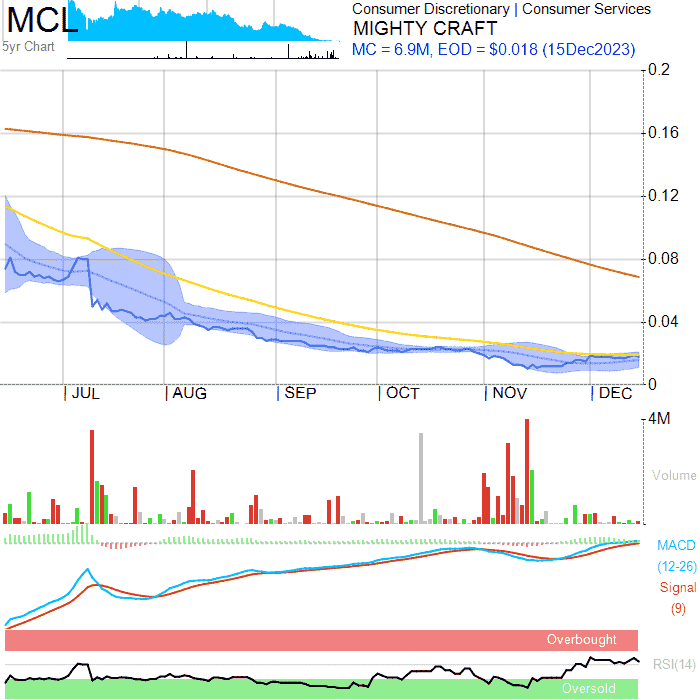 MCL
5yr Chart
Consumer Discretionary | Consumer Services
MIGHTY CRAFT
MC = 6.9M, EOD = $0.018 (15Dec2023)
0.2
0.16
0.12
0.08
0.04
0
JUL
AUG
SEP
OCT
NOV
DEC
4M
Volume
MACD
(12-26)
Signal
(9)
Overbought
RSI(14)
Oversold